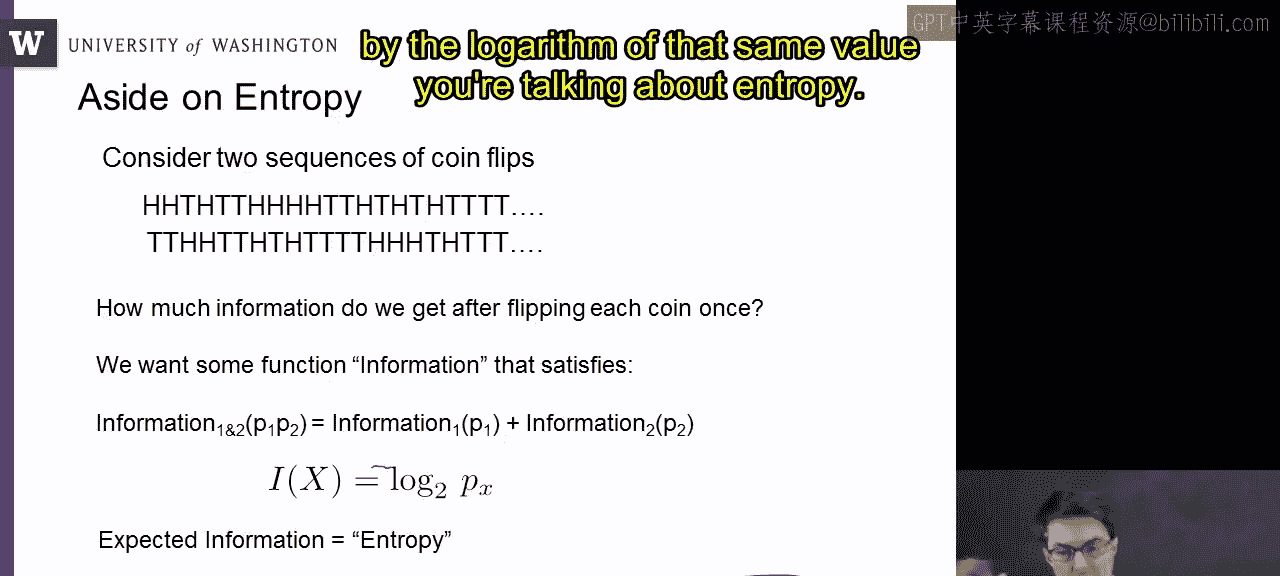 W UNIVERSITY of WASHINGTON
GPT中英字幕课程资源@bilibili.com
by the logarithm of that same value
you're talking about entropy.
Aside on Entropy
Consider two sequences of coin flips
HHTHTTHHHHTTHTHTHTTTT....
TTHHTTHTHTTTTHHHTHTTT....
How much information do we get after flipping each coin once?
We want some function “Information” that satisfies:
Information1&2(p1p2) = Information1(p1) + Information2(p2)
I(X) = log2 px
Expected Information = “Entropy”